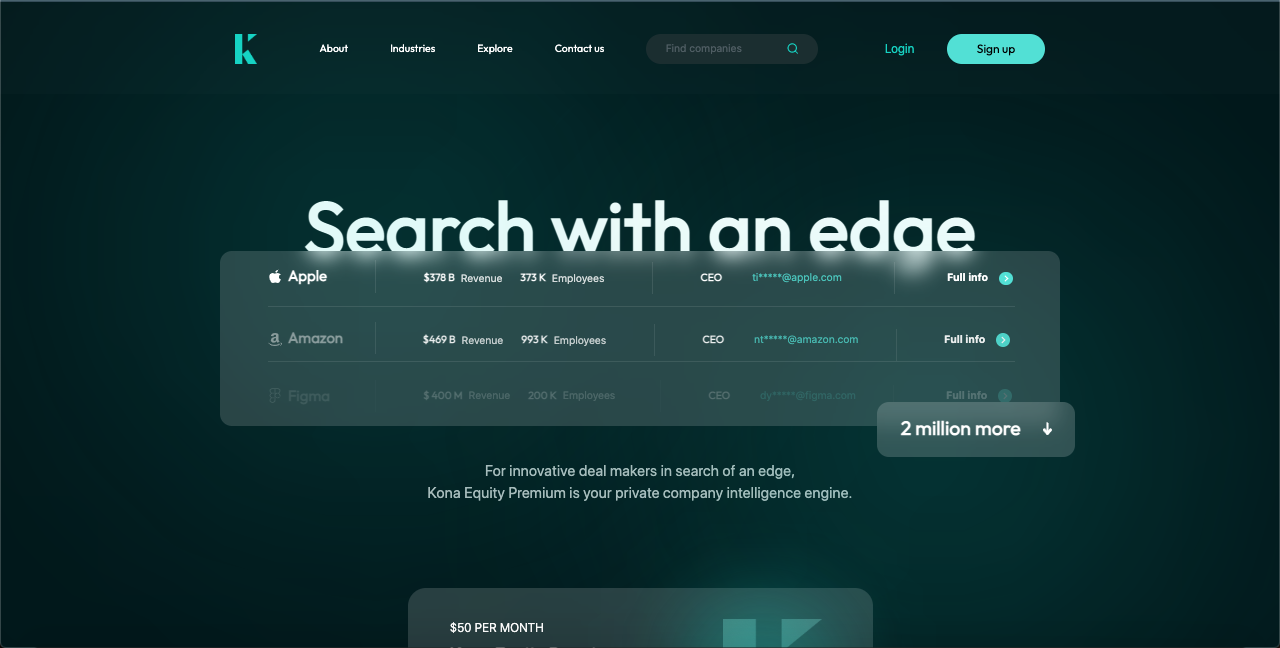 K
About Industries Explore Contact us Find companies Login Sign up
Search with an edge
Apple $378 B Revenue 373 K Employees CEO ti*****@apple.com Full info
Amazon $469 B Revenue 993 K Employees CEO nt*****@amazon.com Full info
Figma $ 400 M Revenue 200 K Employees CEO dy*****@figma.com Full info
2 million more
For innovative deal makers in search of an edge,
Kona Equity Premium is your private company intelligence engine.
$50 PER MONTH